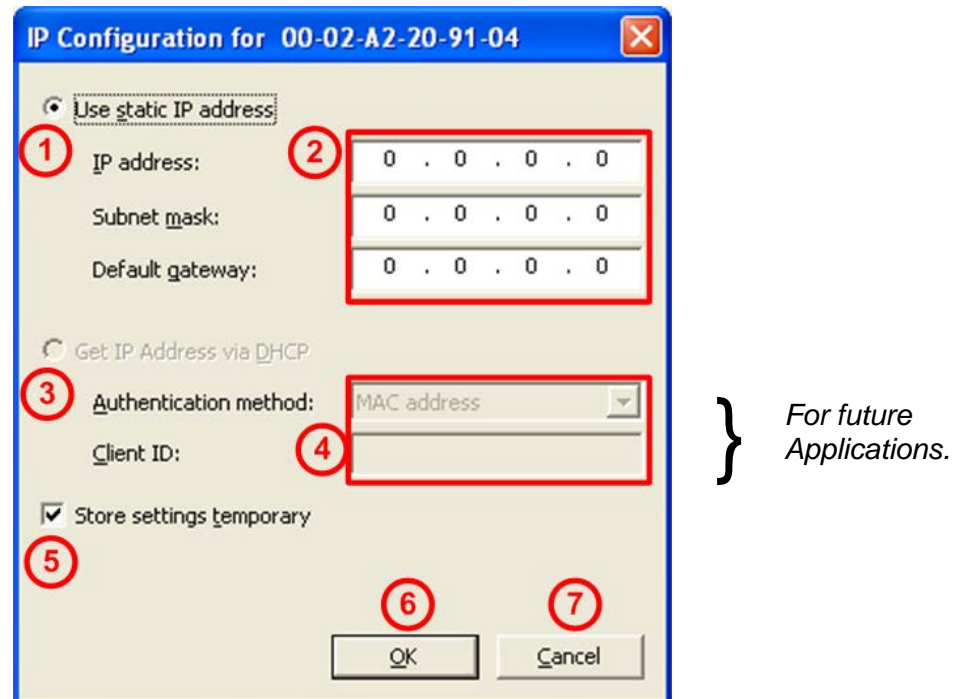 IP Configuration for 00-02-A2-20-91-04
Use static IP address
1
IP address:
2
0 . 0 . 0 . 0
Subnet mask:
0 . 0 . 0 . 0
Default gateway:
0 . 0 . 0 . 0
Get IP Address via DHCP
3
Authentication method:
MAC address
Client ID:
4
} For future
Applications.
Store settings temporary
5
6
7
OK
Cancel